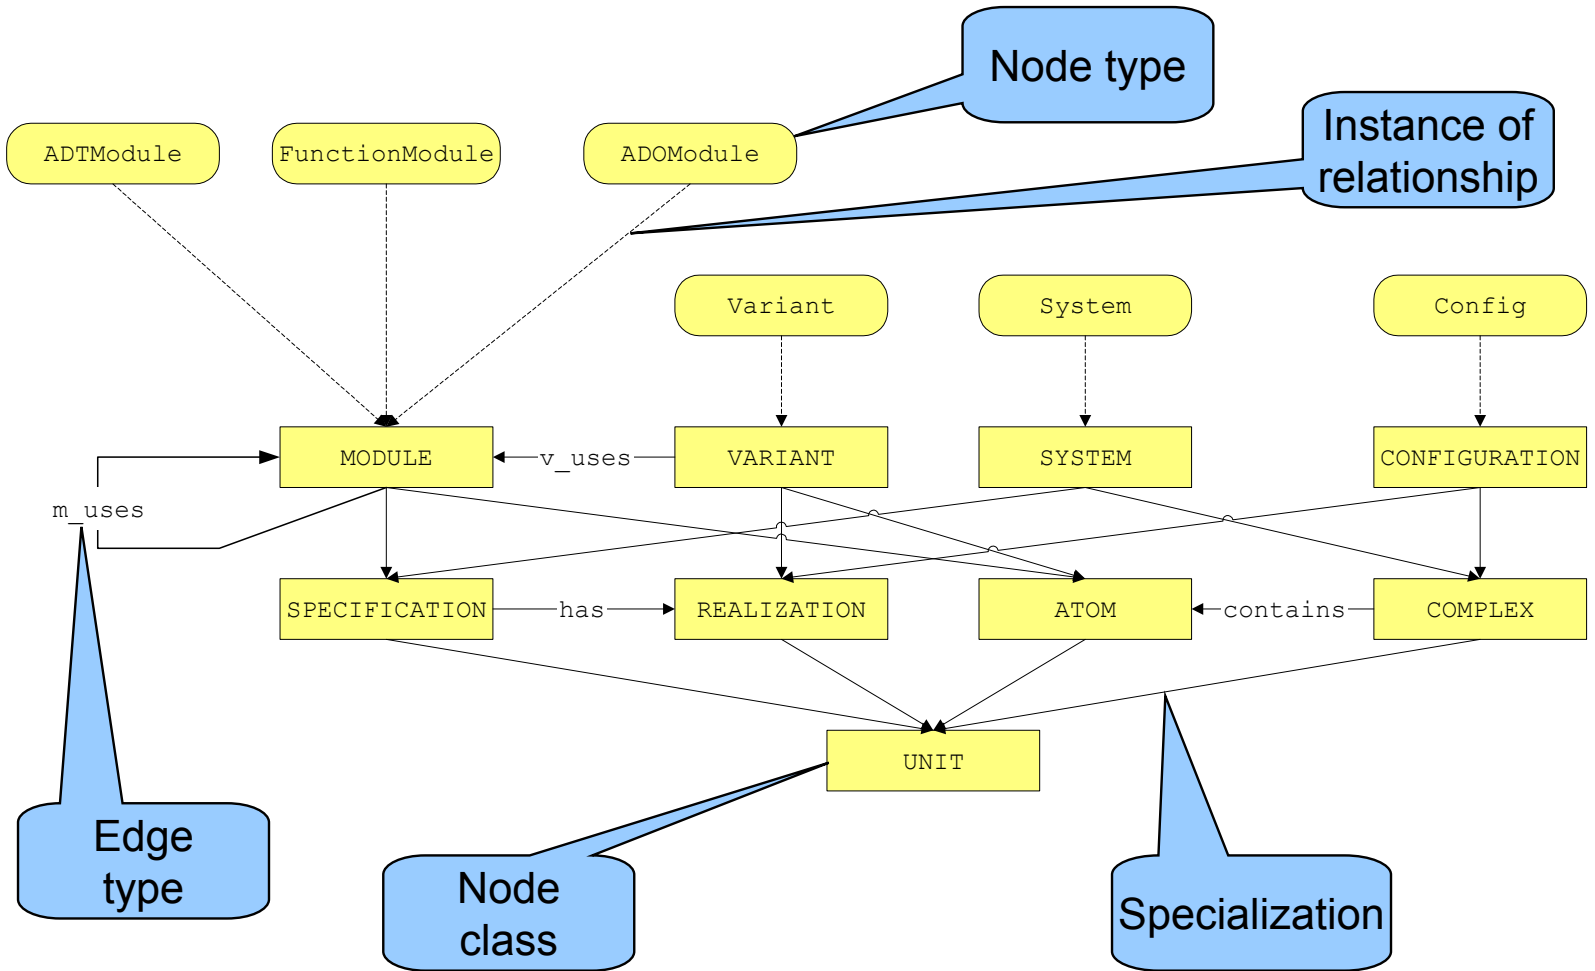 Node type
Instance of
relationship
ADTModule
FunctionModule
ADOModule
Variant
System
Config
MODULE
v_uses
VARIANT
SYSTEM
CONFIGURATION
m_uses
SPECIFICATION
has
REALIZATION
ATOM
contains
COMPLEX
UNIT
Edge
type
Node
class
Specialization